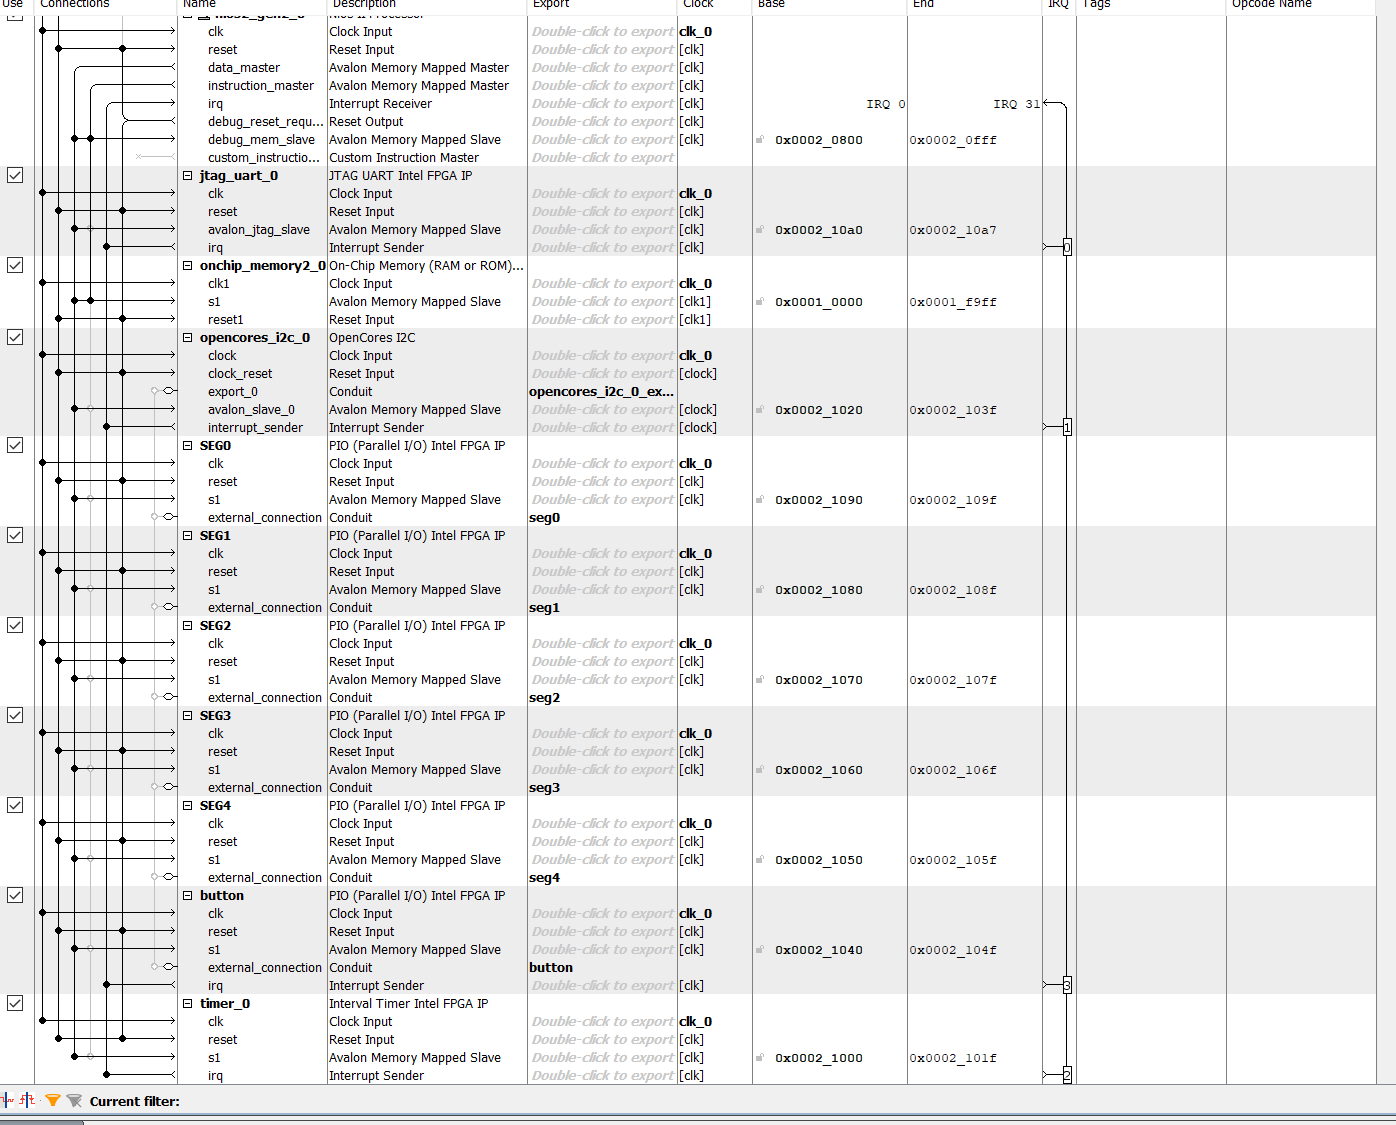 Use Connections Name Description Export Clock Base End IRQ Tags Opcode Name
nios2_gen2_0 Nios II Processor
clk Clock Input Double-click to export clk_0
reset Reset Input Double-click to export [clk]
data_master Avalon Memory Mapped Master Double-click to export [clk]
instruction_master Avalon Memory Mapped Master Double-click to export [clk]
irq Interrupt Receiver Double-click to export [clk] IRQ 0 IRQ 31
debug_reset_requ... Reset Output Double-click to export [clk]
debug_mem_slave Avalon Memory Mapped Slave Double-click to export [clk] 0x0002_0800 0x0002_0fff
custom_instructio... Custom Instruction Master Double-click to export
jtag_uart_0 JTAG UART Intel FPGA IP
clk Clock Input Double-click to export clk_0
reset Reset Input Double-click to export [clk]
avalon_jtag_slave Avalon Memory Mapped Slave Double-click to export [clk] 0x0002_10a0 0x0002_10a7
irq Interrupt Sender Double-click to export [clk] 0
onchip_memory2_0 On-Chip Memory (RAM or ROM)...
clk1 Clock Input Double-click to export clk_0
s1 Avalon Memory Mapped Slave Double-click to export [clk1] 0x0001_0000 0x0001_f9ff
reset1 Reset Input Double-click to export [clk1]
opencores_i2c_0 OpenCores I2C
clock Clock Input Double-click to export clk_0
clock_reset Reset Input Double-click to export [clock]
export_0 Conduit opencores_i2c_0_ex...
avalon_slave_0 Avalon Memory Mapped Slave Double-click to export [clock] 0x0002_1020 0x0002_103f
interrupt_sender Interrupt Sender Double-click to export [clock] 1
SEG0 PIO (Parallel I/O) Intel FPGA IP
clk Clock Input Double-click to export clk_0
reset Reset Input Double-click to export [clk]
s1 Avalon Memory Mapped Slave Double-click to export [clk] 0x0002_1090 0x0002_109f
external_connection Conduit seg0
SEG1 PIO (Parallel I/O) Intel FPGA IP
clk Clock Input Double-click to export clk_0
reset Reset Input Double-click to export [clk]
s1 Avalon Memory Mapped Slave Double-click to export [clk] 0x0002_1080 0x0002_108f
external_connection Conduit seg1
SEG2 PIO (Parallel I/O) Intel FPGA IP
clk Clock Input Double-click to export clk_0
reset Reset Input Double-click to export [clk]
s1 Avalon Memory Mapped Slave Double-click to export [clk] 0x0002_1070 0x0002_107f
external_connection Conduit seg2
SEG3 PIO (Parallel I/O) Intel FPGA IP
clk Clock Input Double-click to export clk_0
reset Reset Input Double-click to export [clk]
s1 Avalon Memory Mapped Slave Double-click to export [clk] 0x0002_1060 0x0002_106f
external_connection Conduit seg3
SEG4 PIO (Parallel I/O) Intel FPGA IP
clk Clock Input Double-click to export clk_0
reset Reset Input Double-click to export [clk]
s1 Avalon Memory Mapped Slave Double-click to export [clk] 0x0002_1050 0x0002_105f
external_connection Conduit seg4
button PIO (Parallel I/O) Intel FPGA IP
clk Clock Input Double-click to export clk_0
reset Reset Input Double-click to export [clk]
s1 Avalon Memory Mapped Slave Double-click to export [clk] 0x0002_1040 0x0002_104f
external_connection Conduit button
irq Interrupt Sender Double-click to export [clk] 3
timer_0 Interval Timer Intel FPGA IP
clk Clock Input Double-click to export clk_0
reset Reset Input Double-click to export [clk]
s1 Avalon Memory Mapped Slave Double-click to export [clk] 0x0002_1000 0x0002_101f
irq Interrupt Sender Double-click to export [clk] 2
Current filter: